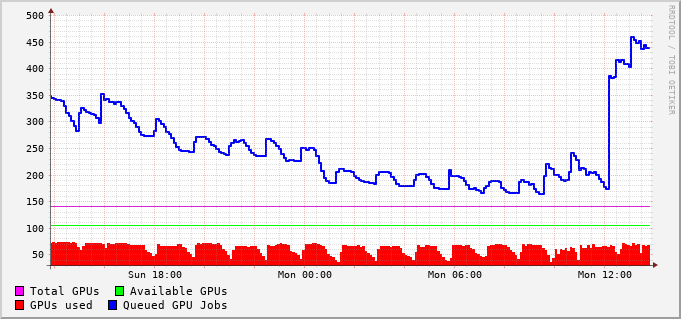 500
450
400
350
300
250
200
150
100
50
Sun 18:00 Mon 00:00 Mon 06:00 Mon 12:00
Total GPUs Available GPUs
GPUs used Queued GPU Jobs
RRDTOOL / TOBI OETIKER